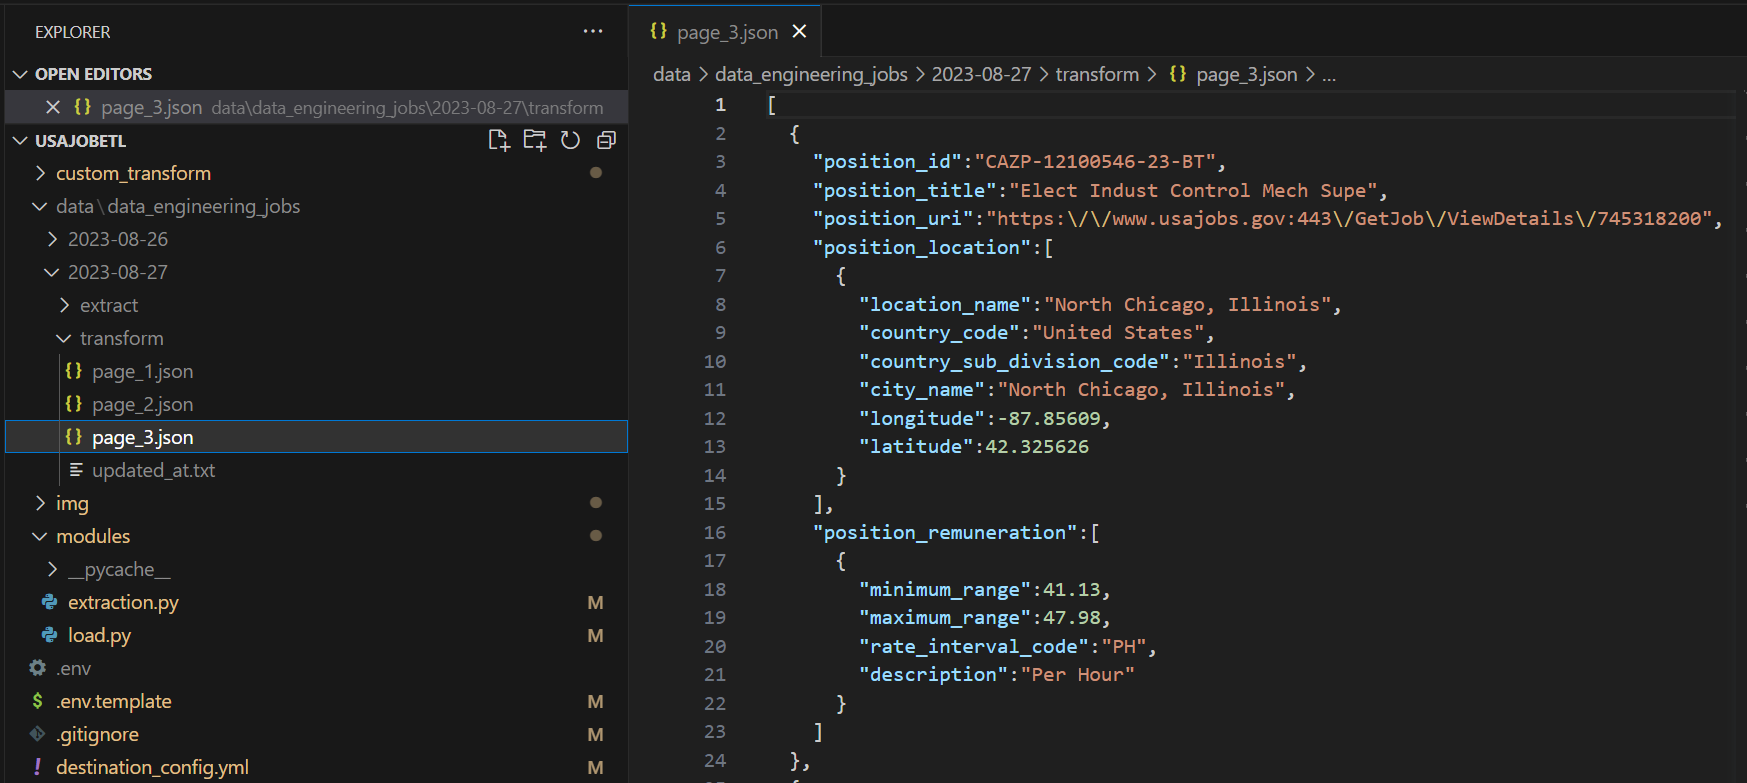 EXPLORER
OPEN EDITORS
page_3.json data\data_engineering_jobs\2023-08-27\transform
USAJOBETL
custom_transform
data\data_engineering_jobs
2023-08-26
2023-08-27
extract
transform
page_1.json
page_2.json
page_3.json
updated_at.txt
img
modules
__pycache__
extraction.py M
load.py M
.env
.env.template M
.gitignore M
destination_config.yml M
page_3.json
data > data_engineering_jobs > 2023-08-27 > transform > {} page_3.json > ...
1 [
2 {
3 "position_id":"CAZP-12100546-23-BT",
4 "position_title":"Elect Indust Control Mech Supe",
5 "position_uri":"https:\/\/www.usajobs.gov:443\/GetJob\/ViewDetails\/745318200",
6 "position_location":[
7 {
8 "location_name":"North Chicago, Illinois",
9 "country_code":"United States",
10 "country_sub_division_code":"Illinois",
11 "city_name":"North Chicago, Illinois",
12 "longitude":-87.85609,
13 "latitude":42.325626
14 }
15 ],
16 "position_remuneration":[
17 {
18 "minimum_range":41.13,
19 "maximum_range":47.98,
20 "rate_interval_code":"PH",
21 "description":"Per Hour"
22 }
23 ]
24 },